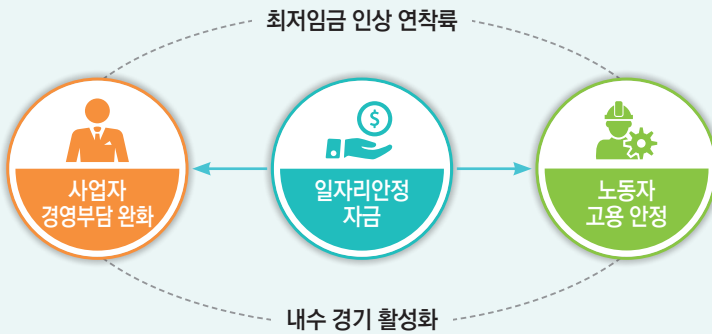 최저임금 인상 연착륙
$
사업자
경영부담 완화
일자리안정
자금
노동자
고용 안정
내수 경기 활성화